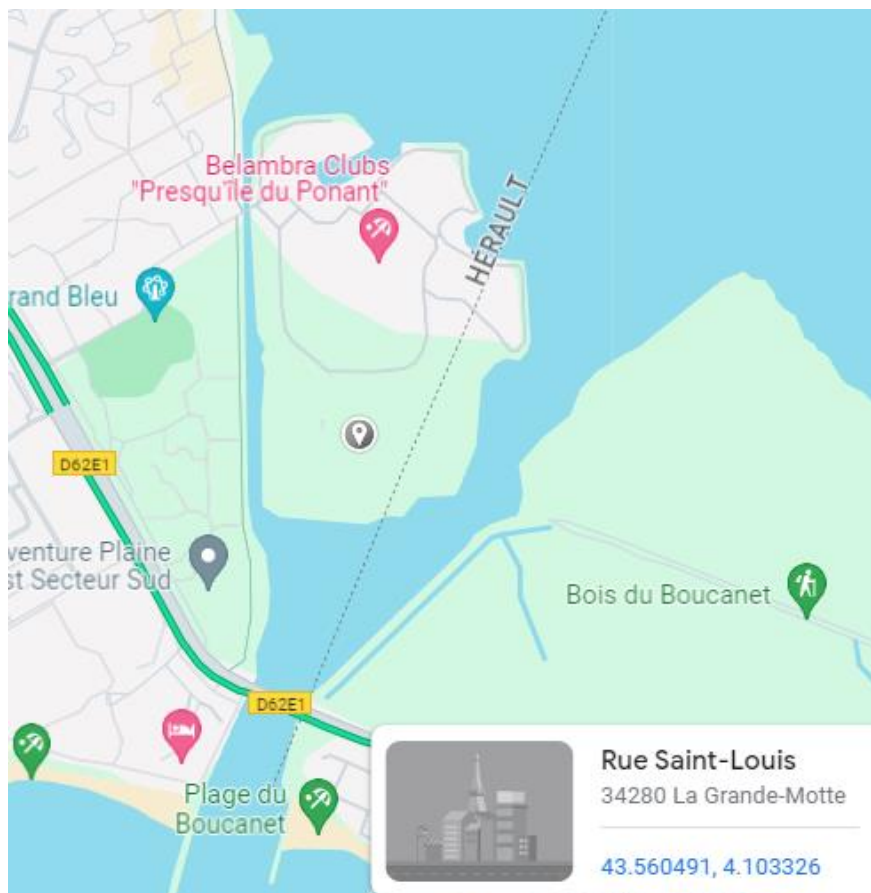 Belambra Clubs
"Presqu'île du Ponant"
HÉRAULT
rand Bleu
D62E1
venture Plaine
st Secteur Sud
Bois du Boucanet
D62E1
Plage du
Boucanet
Rue Saint-Louis
34280 La Grande-Motte
43.560491, 4.103326